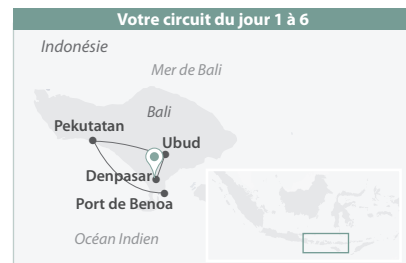 Votre circuit du jour 1 à 6
Indonésie
Mer de Bali
Bali
Pekutatan
Ubud
Denpasar
Port de Benoa
Océan Indien